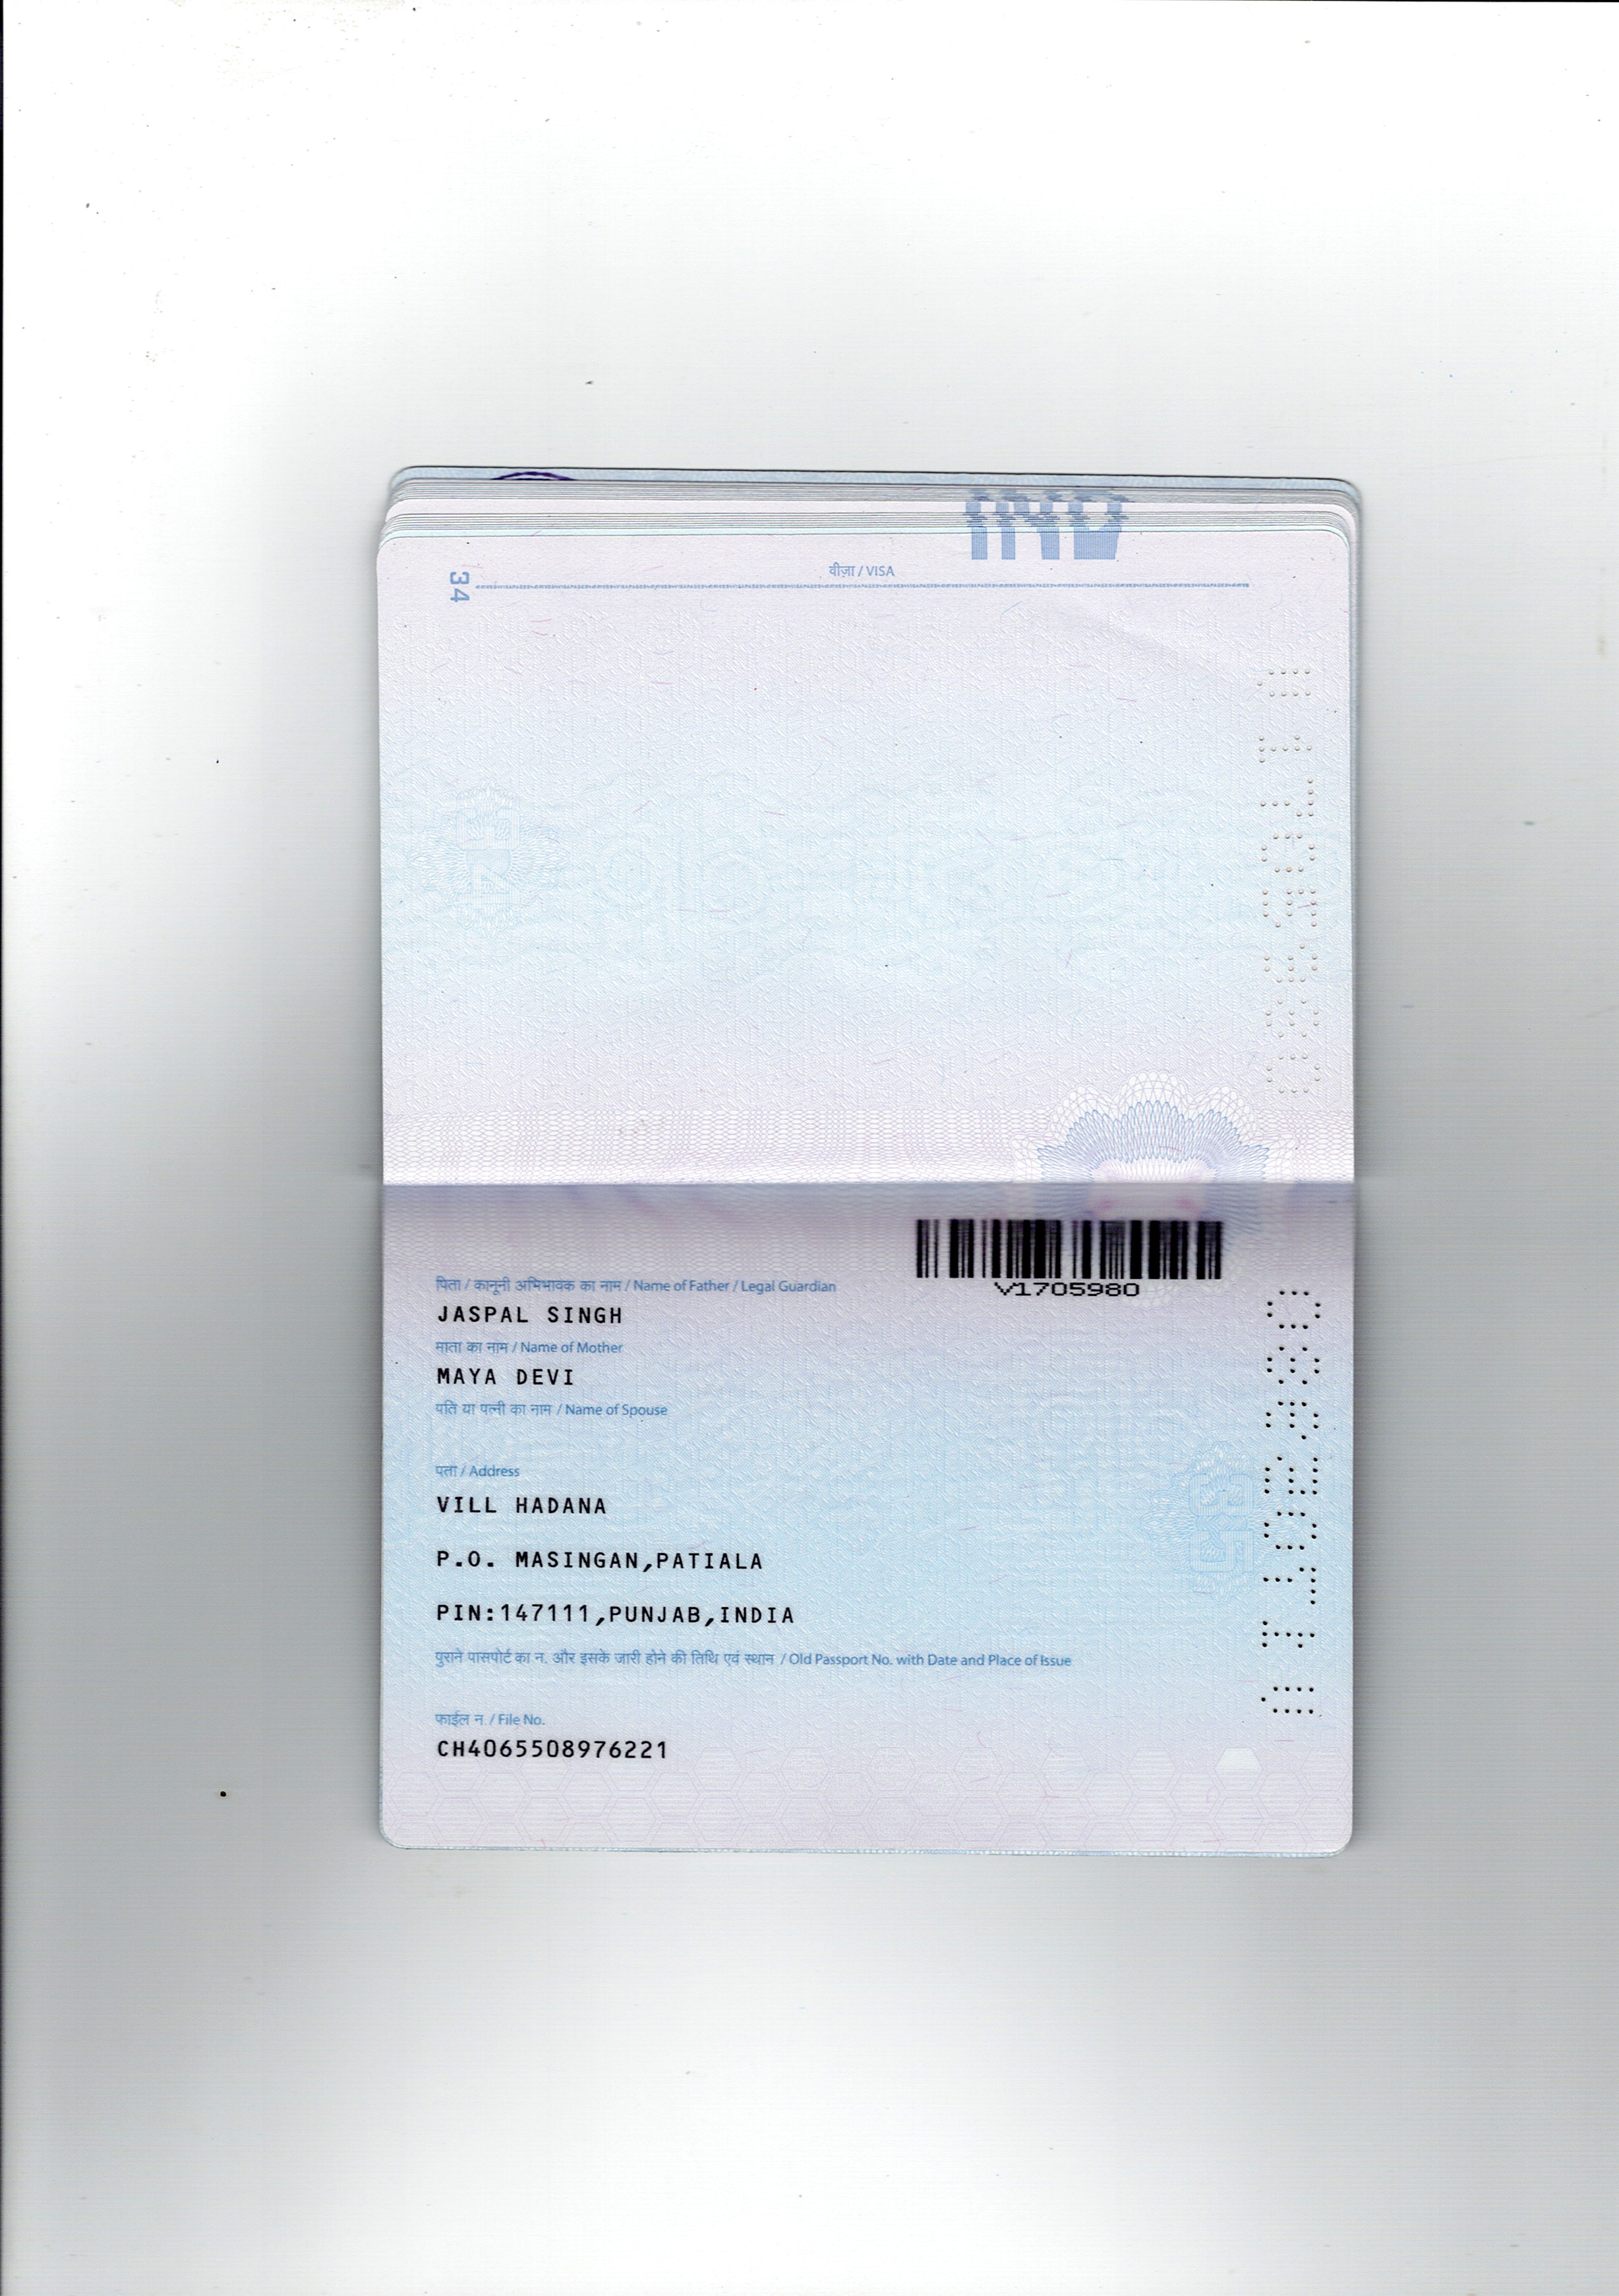 IND
वीज़ा / VISA
34
V1705980
पिता / कानूनी अभिभावक का नाम / Name of Father / Legal Guardian
JASPAL SINGH
माता का नाम / Name of Mother
MAYA DEVI
पति या पत्नी का नाम / Name of Spouse
पता / Address
VILL HADANA
P.O. MASINGAN,PATIALA
PIN:147111,PUNJAB,INDIA
पुराने पासपोर्ट का न. और इसके जारी होने की तिथि एवं स्थान / Old Passport No. with Date and Place of Issue
फाईल न. / File No.
CH4065508976221